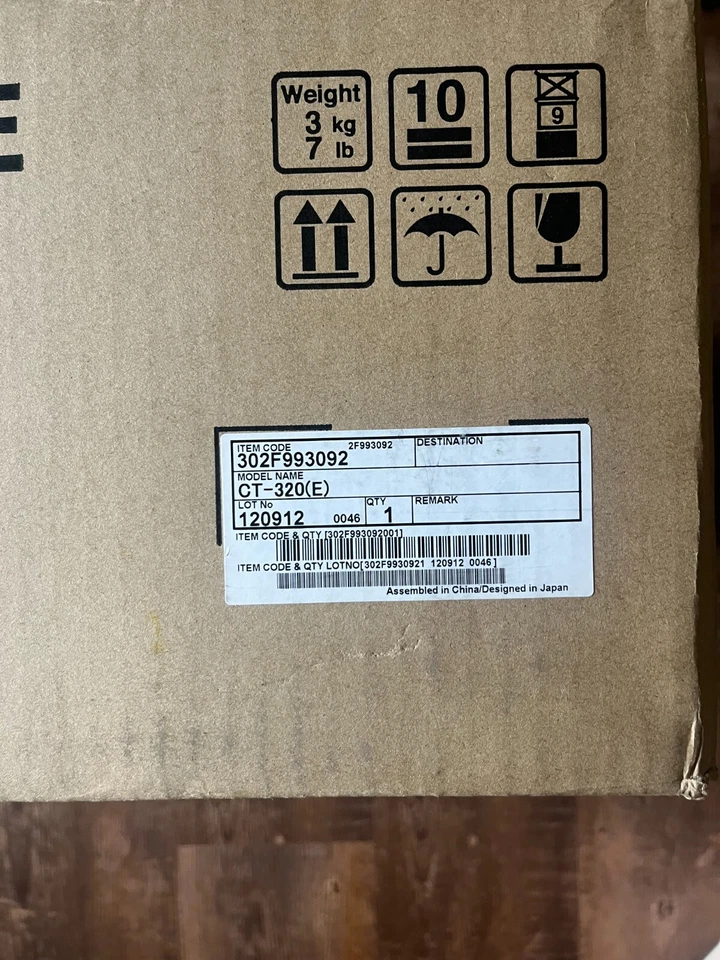 E
Weight
3 kg
7 lb
10
9
ITEM CODE 2F993092
302F993092
DESTINATION
MODEL NAME
CT-320(E)
LOT No
120912 0046
QTY
1
REMARK
ITEM CODE & QTY [302F993092001]
ITEM CODE & QTY LOTNO[302F9930921 120912 0046]
Assembled in China/Designed in Japan